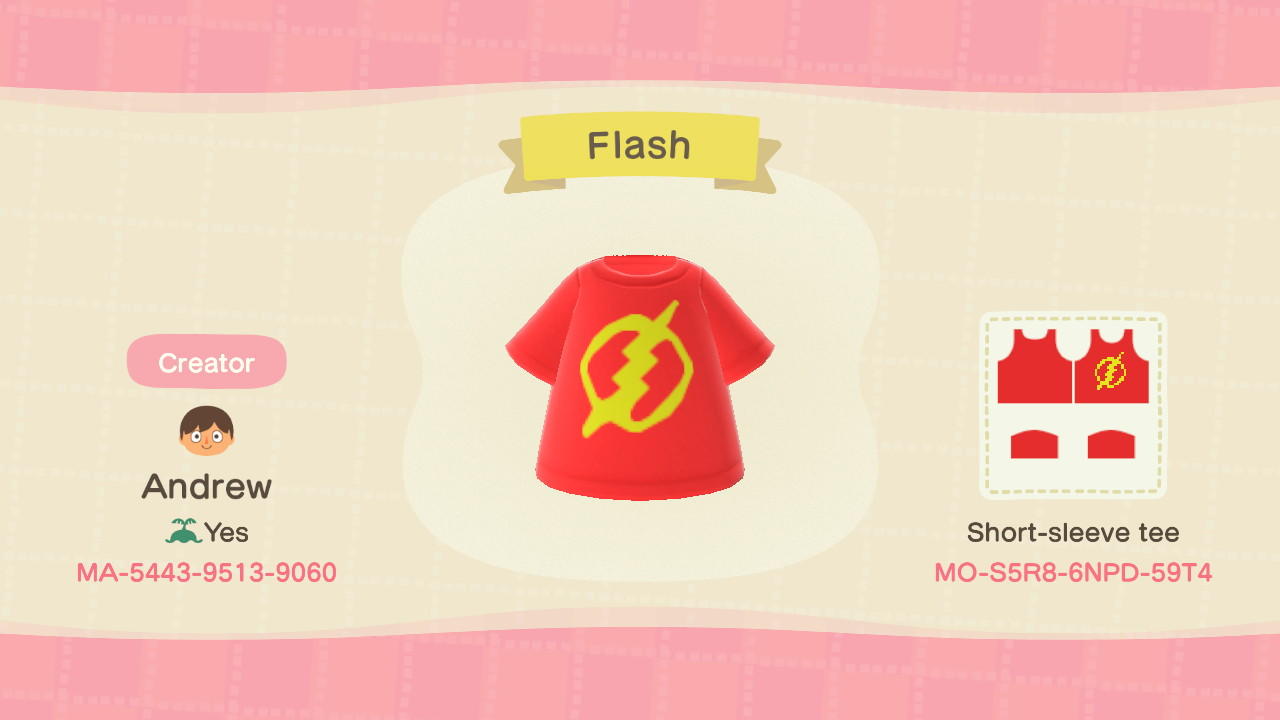 Flash
Creator
Andrew
Yes
MA-5443-9513-9060
Short-sleeve tee
MO-S5R8-6NPD-59T4